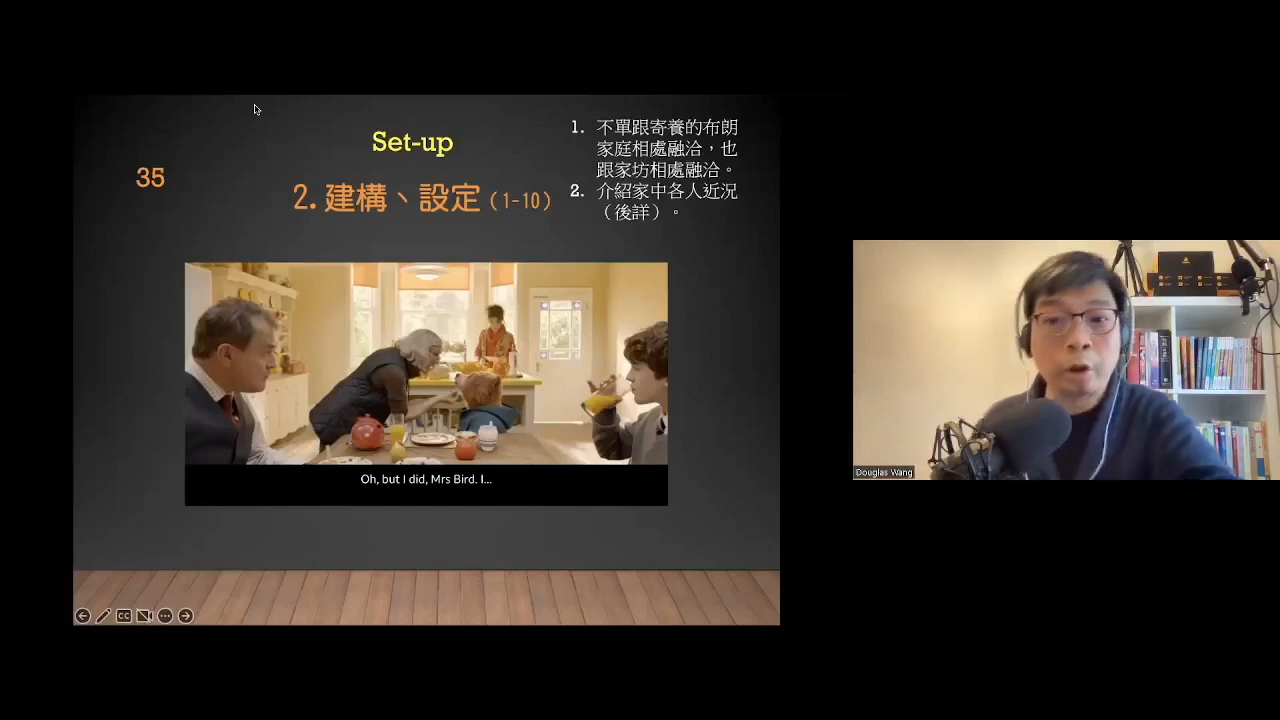 Set-up
35
2. 建構、設定（1-10）
1. 不單跟寄養的布朗
家庭相處融洽，也
跟家坊相處融洽。
2. 介紹家中各人近況
（後詳）。
Oh, but I did, Mrs Bird. I...
Douglas Wang
CC